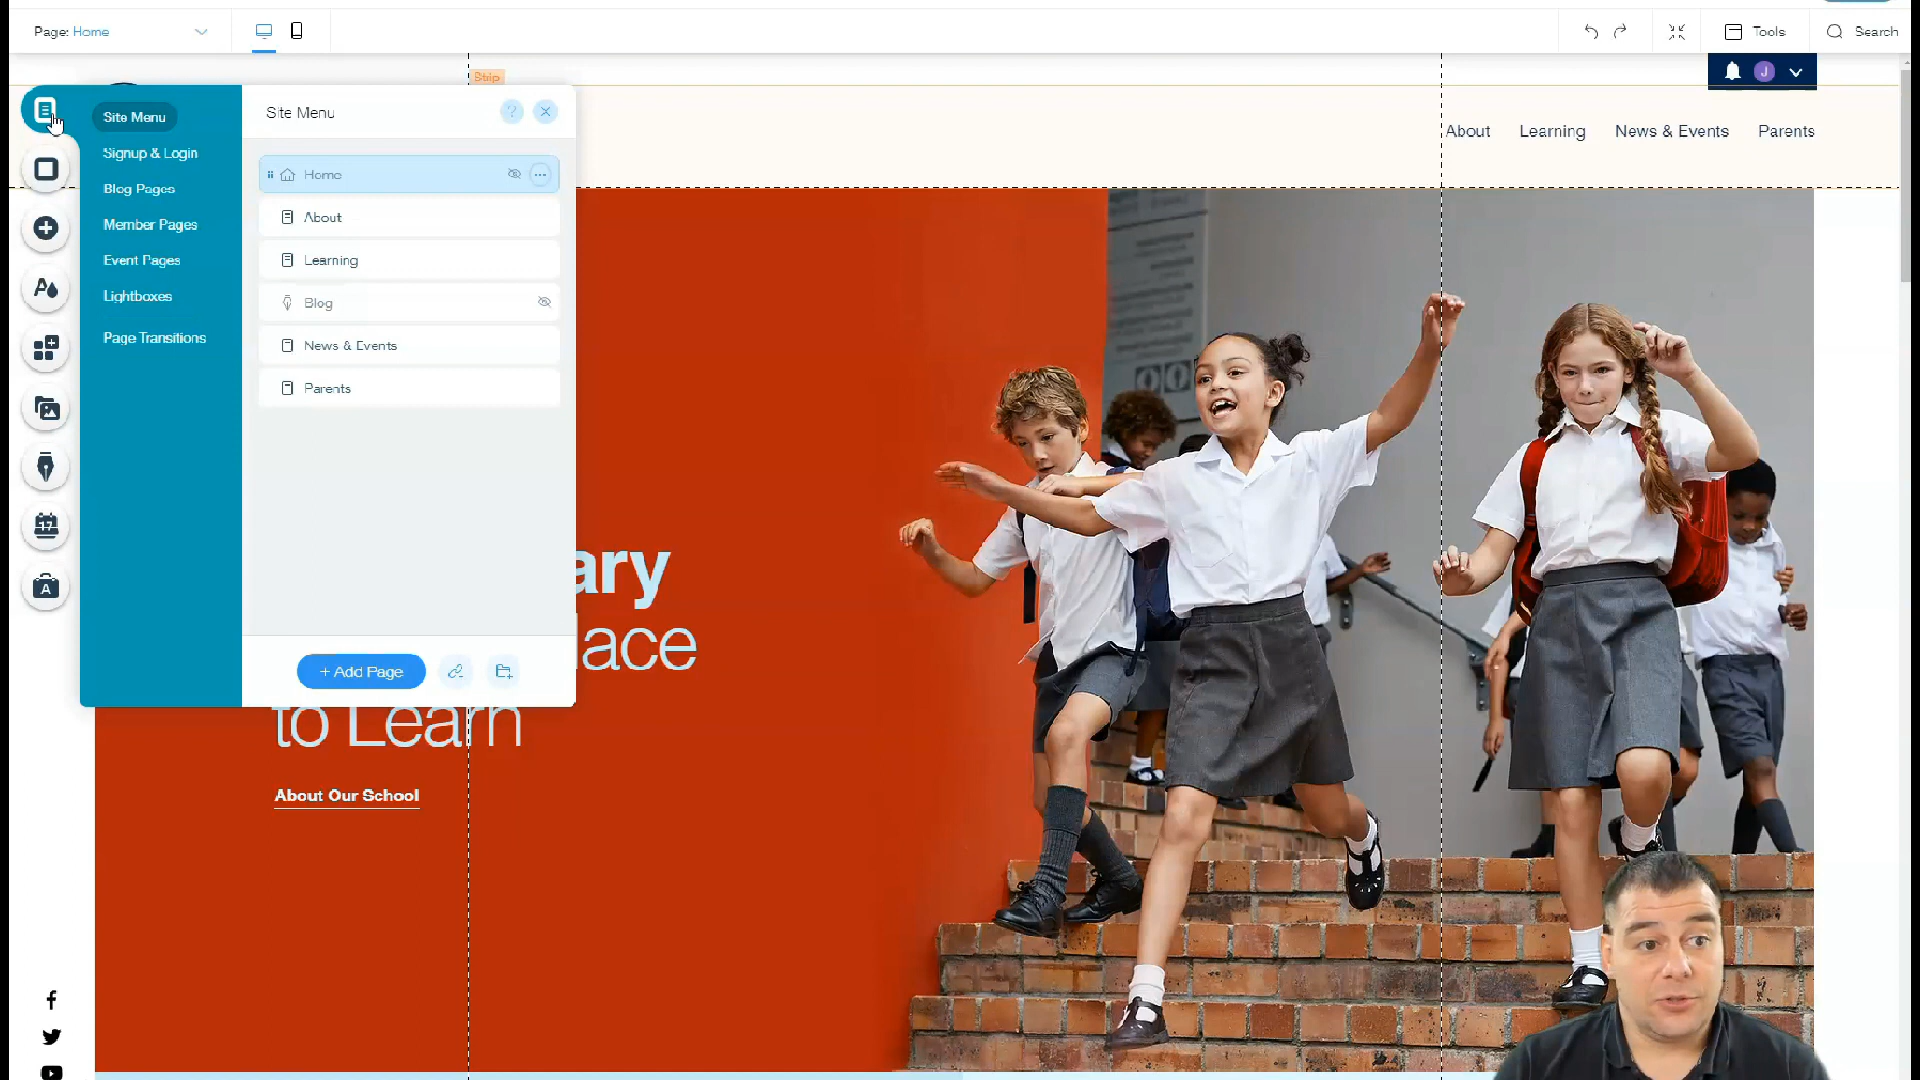 Page: Home
Tools
Search
Strip
J
Site Menu
Signup & Login
Blog Pages
Member Pages
Event Pages
Lightboxes
Page Transitions
Site Menu
?
Home
About
Learning
Blog
News & Events
Parents
+ Add Page
About
Learning
News & Events
Parents
ary
lace
to Learn
About Our School
17
A